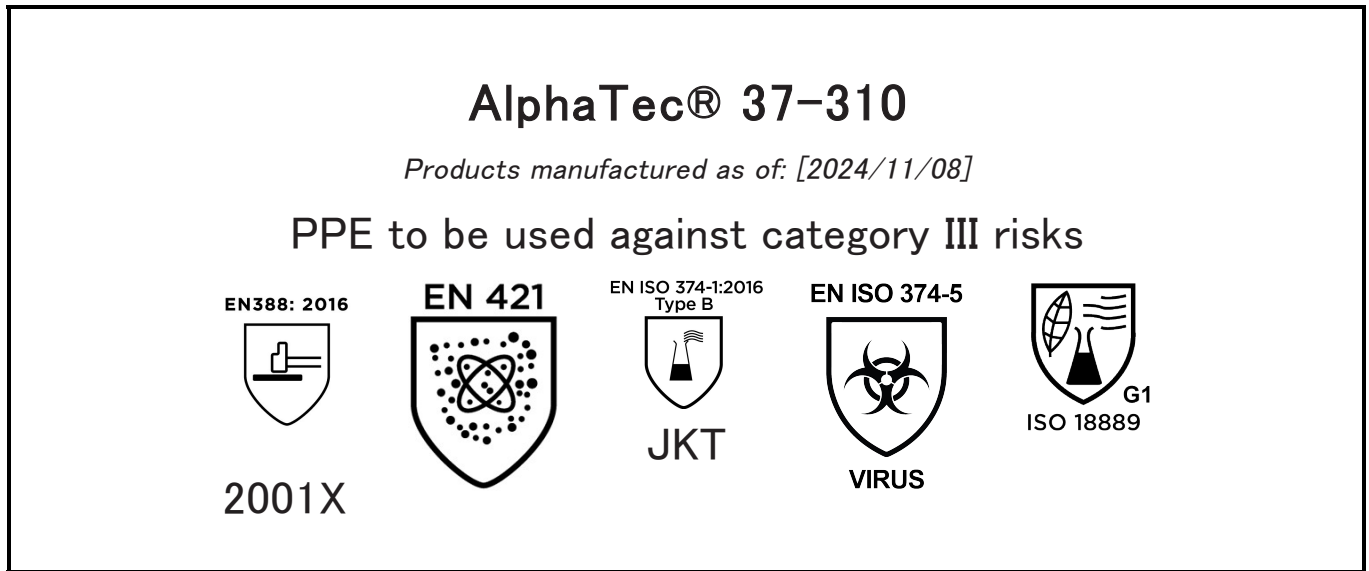 AlphaTec® 37-310
Products manufactured as of: [2024/11/08]
PPE to be used against category III risks
EN388: 2016
2001X
EN 421
EN ISO 374-1:2016
Type B
JKT
EN ISO 374-5
VIRUS
G1
ISO 18889